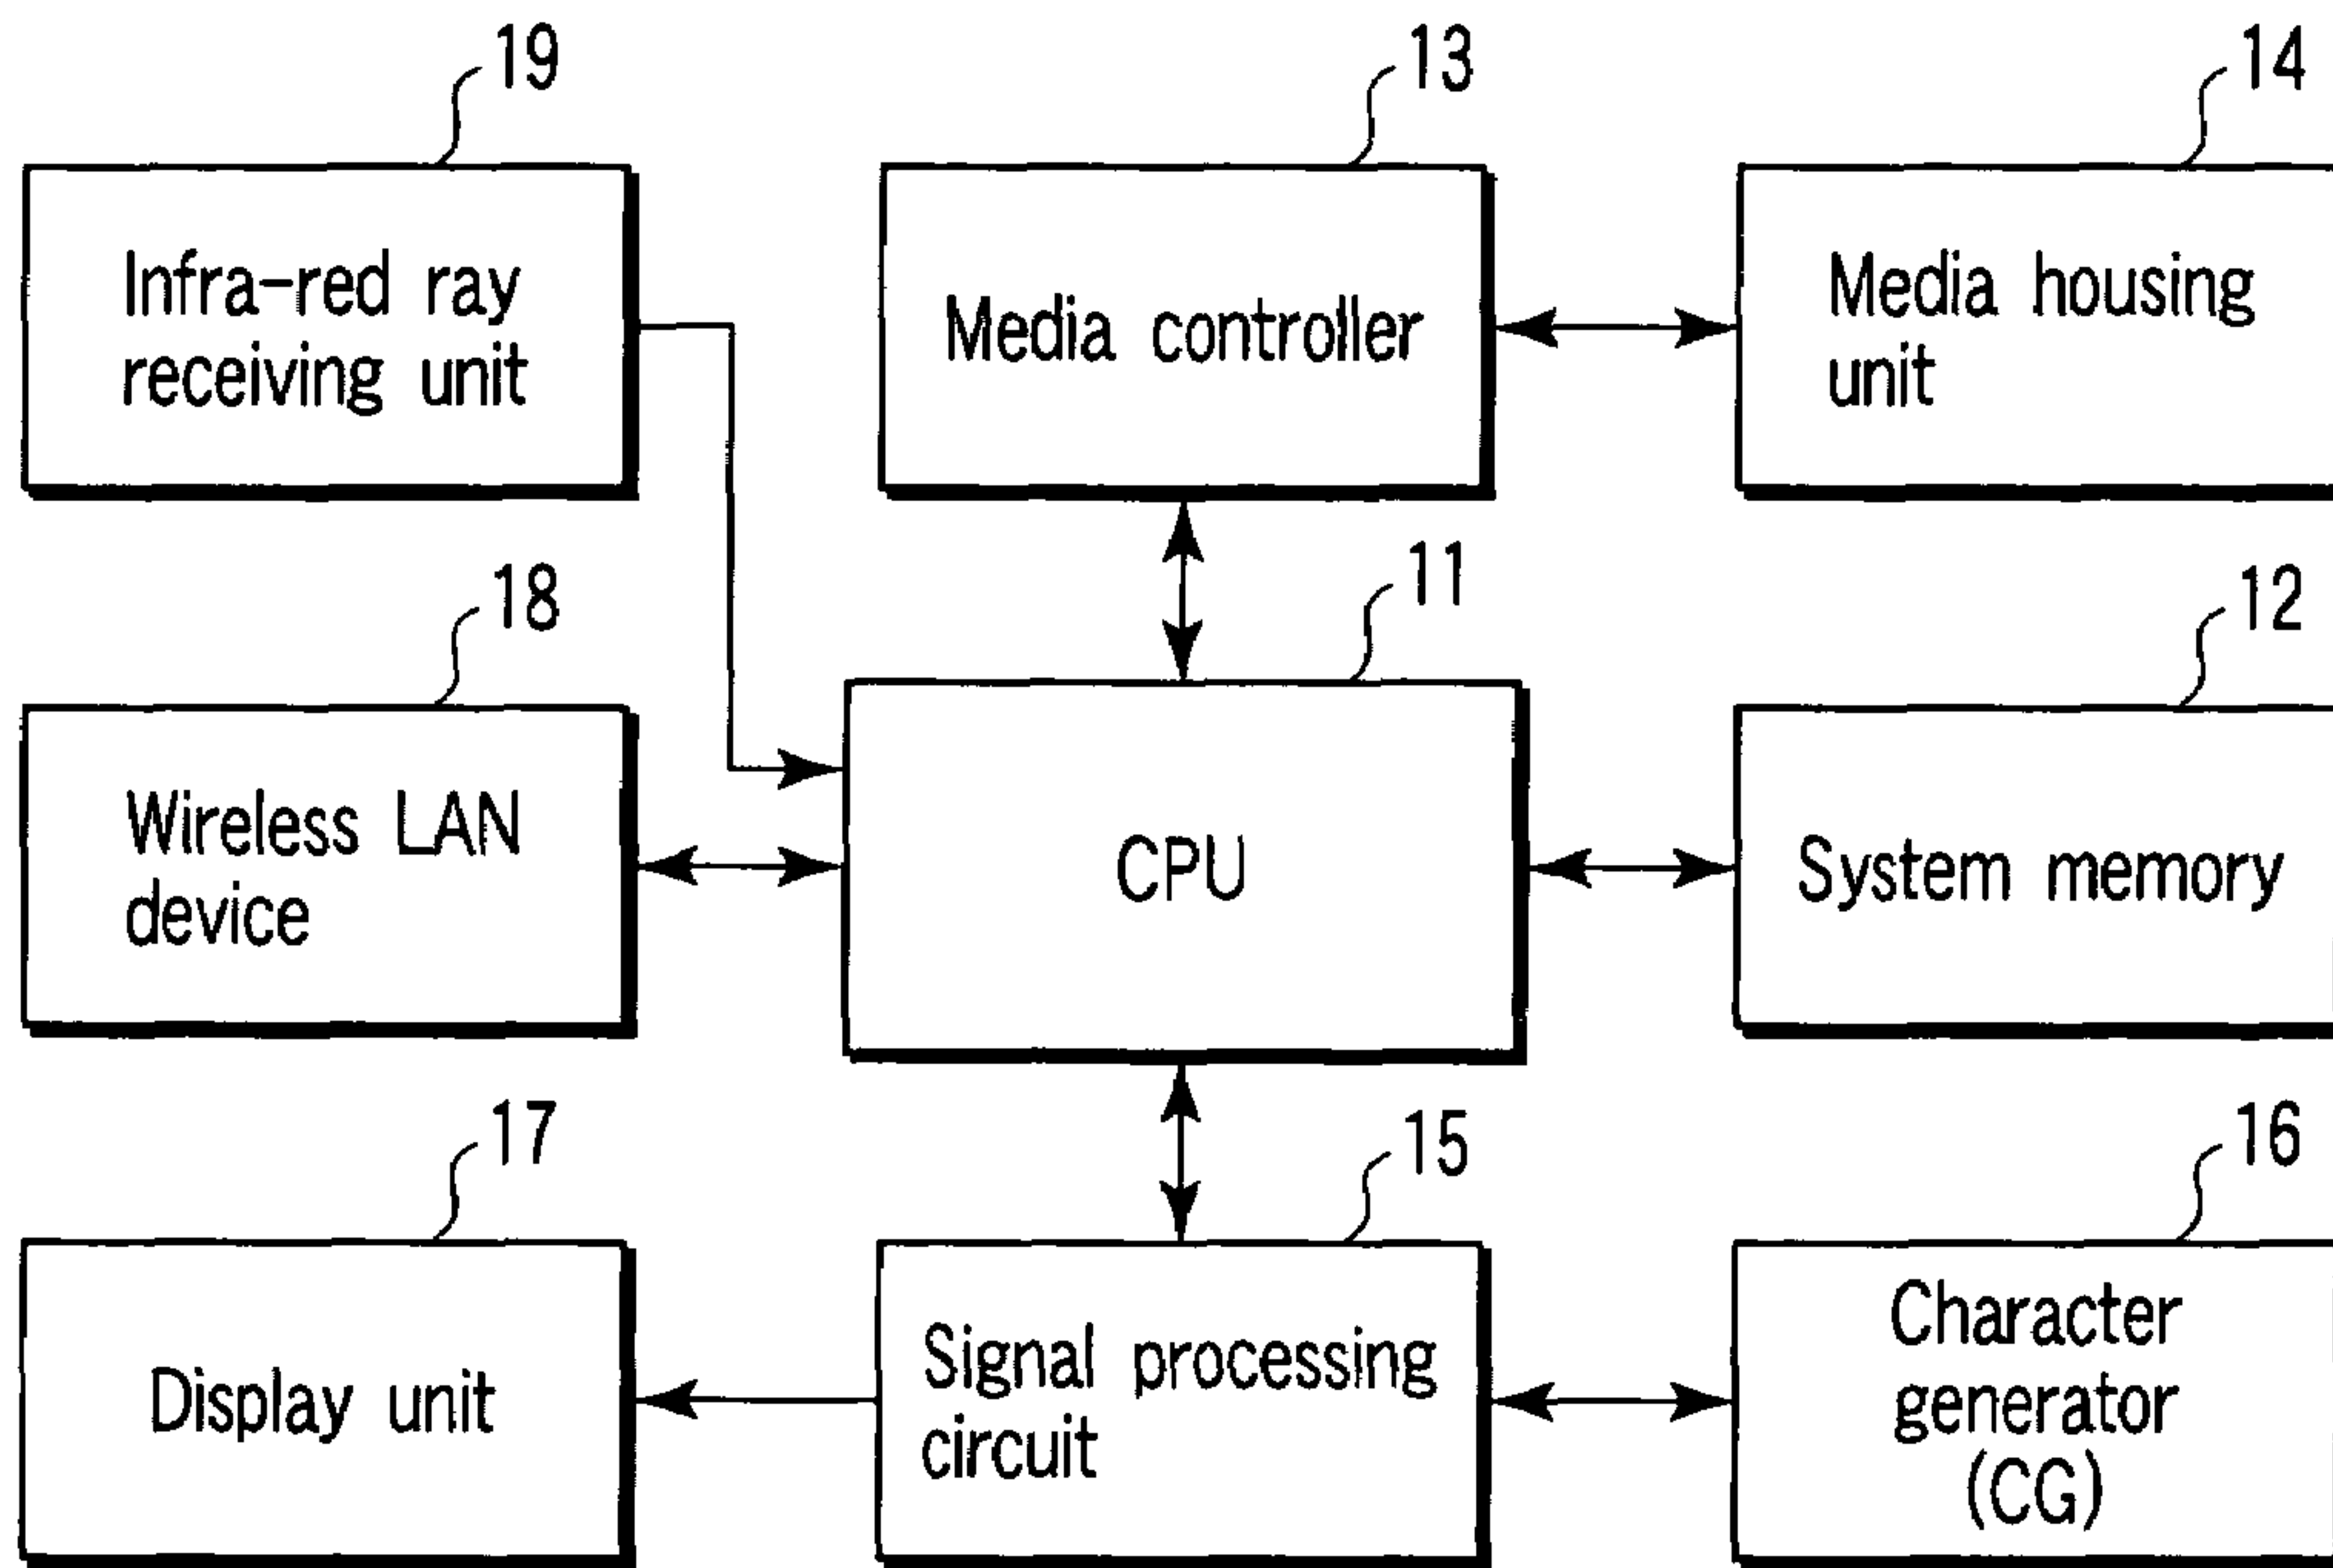 19
13
14
Infra-red ray
receiving unit
Media controller
Media housing
unit
18
11
12
Wireless LAN
device
CPU
System memory
17
15
16
Display unit
Signal processing
circuit
Character
generator
(CG)